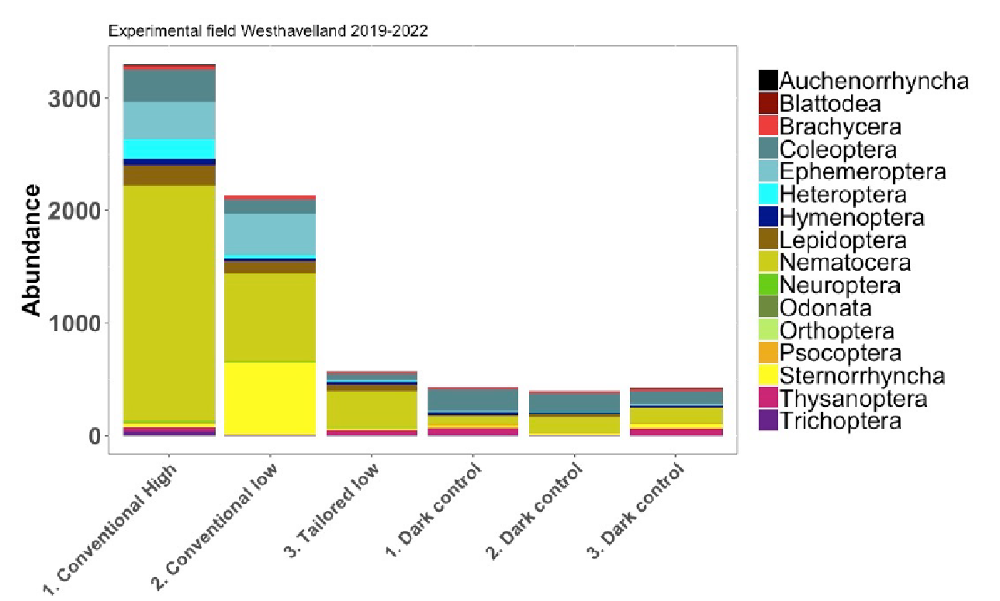 Experimental field Westhavelland 2019-2022
Abundance
3000
2000
1000
0
1. Conventional High
2. Conventional low
3. Tailored low
1. Dark control
2. Dark control
3. Dark control
Auchenorrhyncha
Blattodea
Brachycera
Coleoptera
Ephemeroptera
Heteroptera
Hymenoptera
Lepidoptera
Nematocera
Neuroptera
Odonata
Orthoptera
Psocoptera
Sternorrhyncha
Thysanoptera
Trichoptera